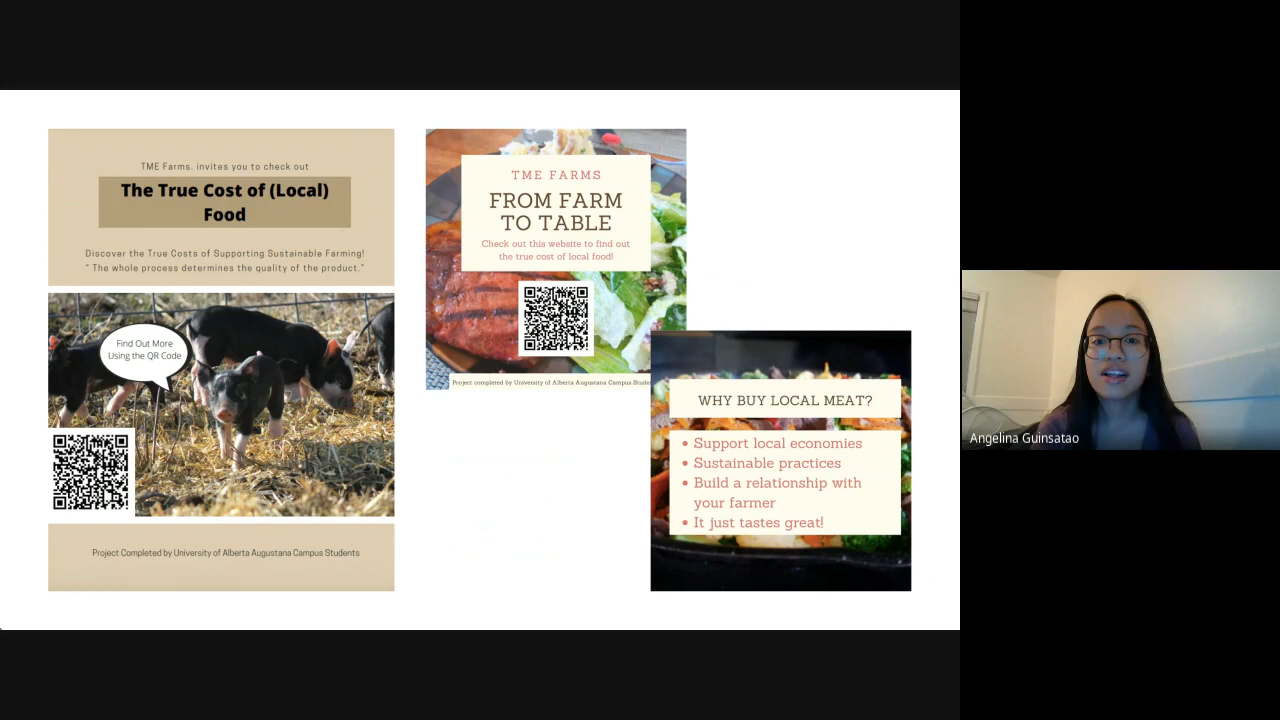 TME Farms. invites you to check out
The True Cost of (Local)
Food
Discover the True Costs of Supporting Sustainable Farming!
" The whole process determines the quality of the product."
Find Out More
Using the QR Code
Project Completed by University of Alberta Augustana Campus Students
TME FARMS
FROM FARM
TO TABLE
Check out this website to find out
the true cost of local food!
Project completed by University of Alberta Augustana Campus Studen
WHY BUY LOCAL MEAT?
• Support local economies
• Sustainable practices
• Build a relationship with
your farmer
• It just tastes great!
Angelina Guinsatao